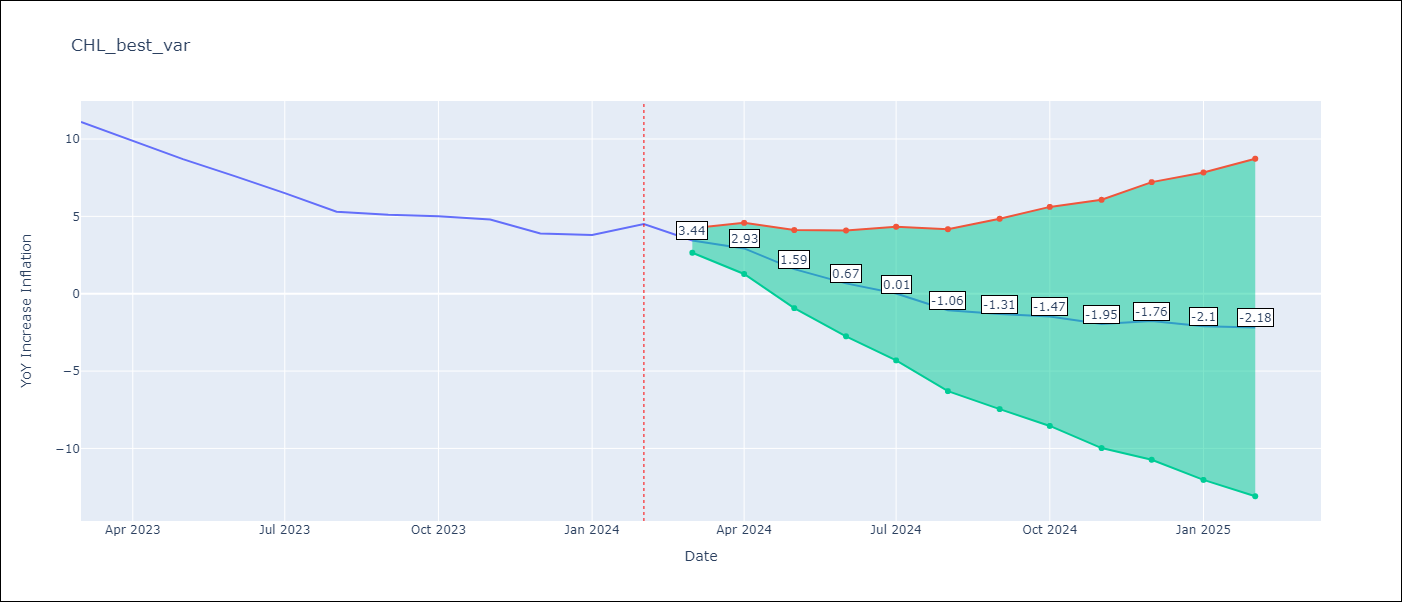 CHL_best_var
YoY Increase Inflation
10
5
0
−5
−10
3.44
2.93
1.59
0.67
0.01
-1.06
-1.31
-1.47
-1.95
-1.76
-2.1
-2.18
Apr 2023
Jul 2023
Oct 2023
Jan 2024
Apr 2024
Jul 2024
Oct 2024
Jan 2025
Date